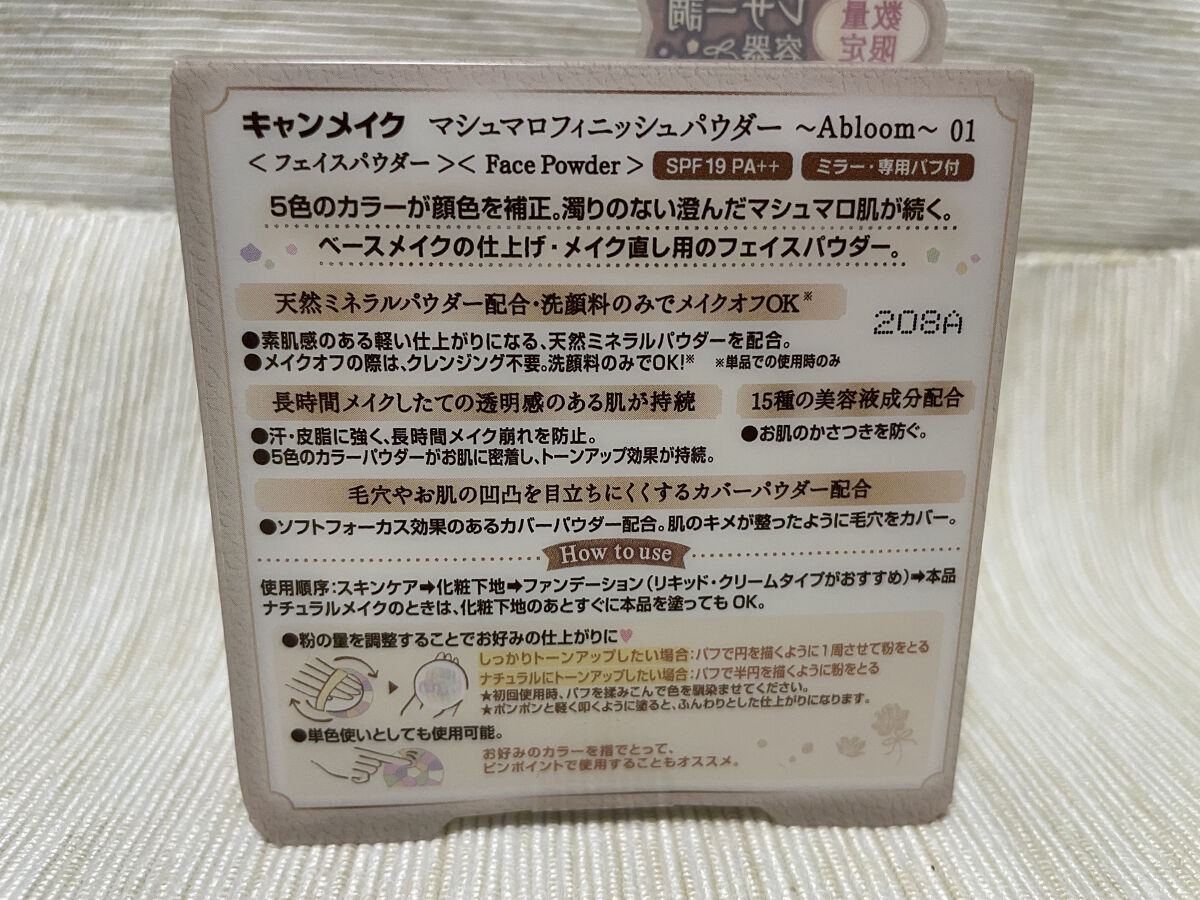 数量限定
レザー調
容器
キャンメイク マシュマロフィニッシュパウダー ～Abloom～ 01
＜フェイスパウダー＞＜ Face Powder ＞ SPF19 PA++ ミラー・専用パフ付
5色のカラーが顔色を補正。濁りのない澄んだマシュマロ肌が続く。
ベースメイクの仕上げ・メイク直し用のフェイスパウダー。
天然ミネラルパウダー配合・洗顔料のみでメイクオフOK※
208A
●素肌感のある軽い仕上がりになる、天然ミネラルパウダーを配合。
●メイクオフの際は、クレンジング不要。洗顔料のみでOK!※ ※単品での使用時のみ
長時間メイクしたての透明感のある肌が持続
●汗・皮脂に強く、長時間メイク崩れを防止。
●5色のカラーパウダーがお肌に密着し、トーンアップ効果が持続。
15種の美容液成分配合
●お肌のかさつきを防ぐ。
毛穴やお肌の凹凸を目立ちにくくするカバーパウダー配合
●ソフトフォーカス効果のあるカバーパウダー配合。肌のキメが整ったように毛穴をカバー。
How to use
使用順序：スキンケア➡化粧下地➡ファンデーション（リキッド・クリームタイプがおすすめ）➡本品
ナチュラルメイクのときは、化粧下地のあとすぐに本品を塗っても OK。
●粉の量を調整することでお好みの仕上がりに♥
しっかりトーンアップしたい場合：パフで円を描くように1周させて粉をとる
ナチュラルにトーンアップしたい場合：パフで半円を描くように粉をとる
★初回使用時、パフを揉みこんで色を馴染ませてください。
★ポンポンと軽く叩くように塗ると、ふんわりとした仕上がりになります。
●単色使いとしても使用可能。
お好みのカラーを指でとって、
ピンポイントで使用することもオススメ。